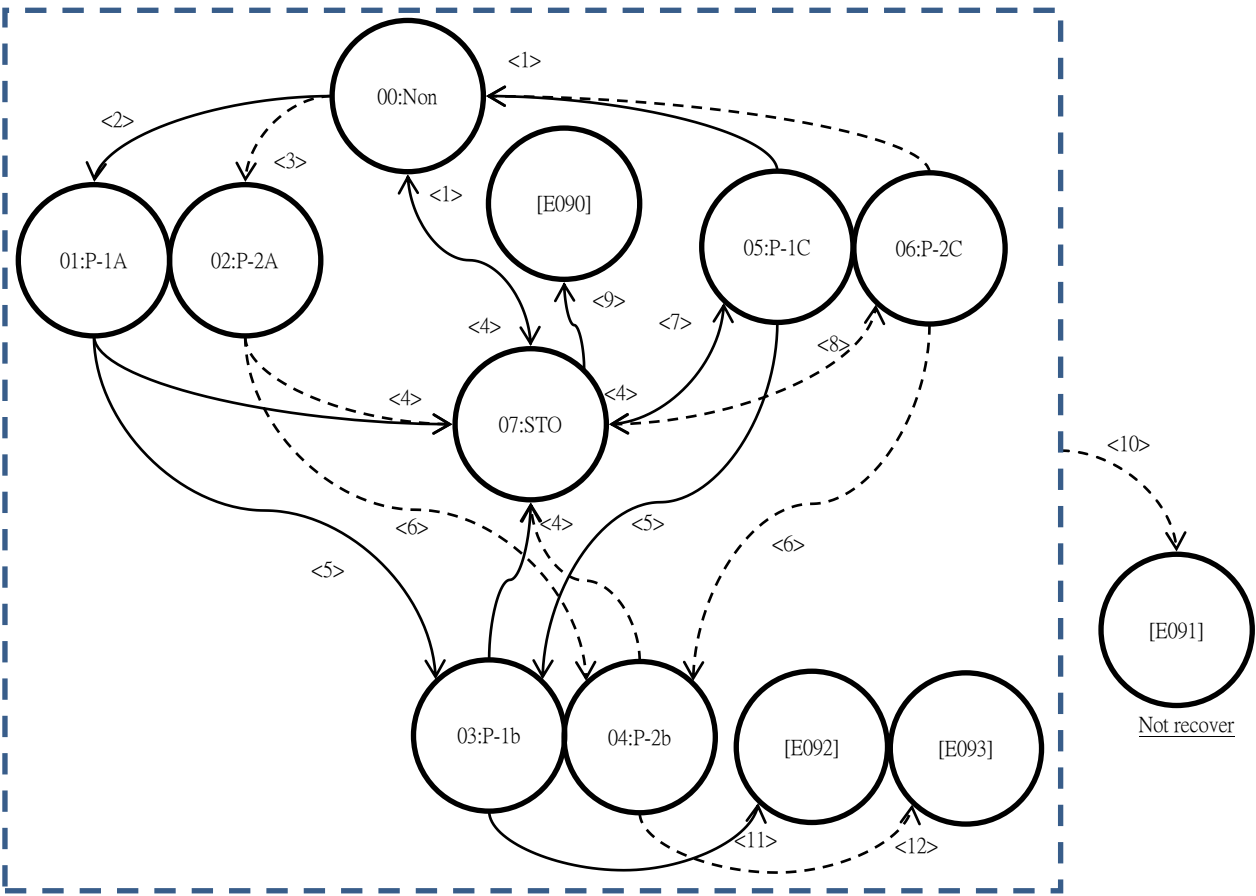 <1>
00:Non
<2>
<3>
<1>
[E090]
01:P-1A
02:P-2A
05:P-1C
06:P-2C
<9>
<4>
<7>
<8>
<4>
<4>
07:STO
<10>
<6>
<4>
<5>
<6>
<5>
[E091]
Not recover
03:P-1b
04:P-2b
[E092]
[E093]
<11>
<12>